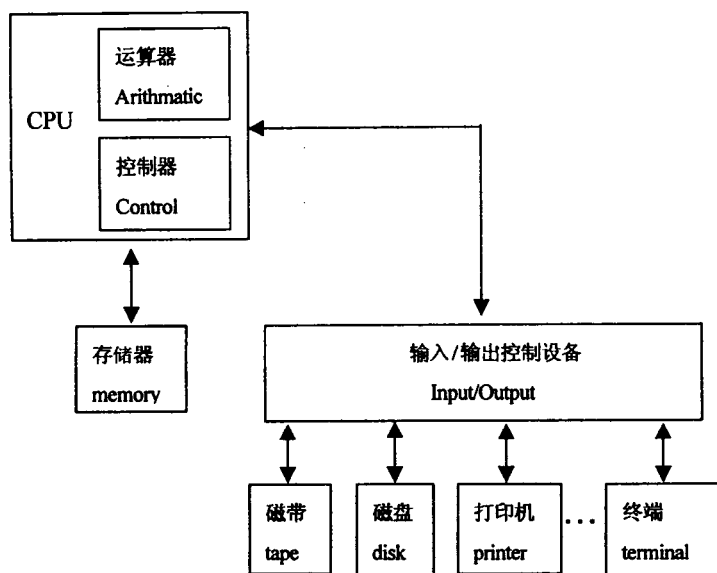 CPU
运算器
Arithmatic
控制器
Control
存储器
memory
输入/输出控制设备
Input/Output
磁带
tape
磁盘
disk
打印机
printer
...
终端
terminal